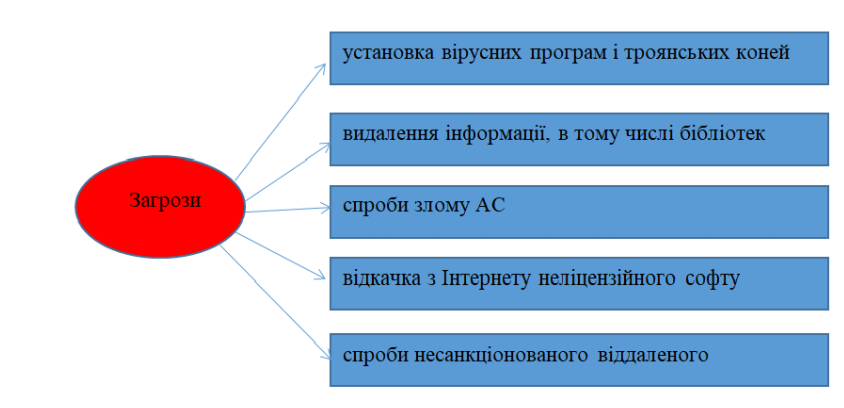 установка вірусних програм і троянських коней
видалення інформації, в тому числі бібліотек
Загрози
спроби злому АС
відкачка з Інтернету неліцензійного софту
спроби несанкціонованого віддаленого